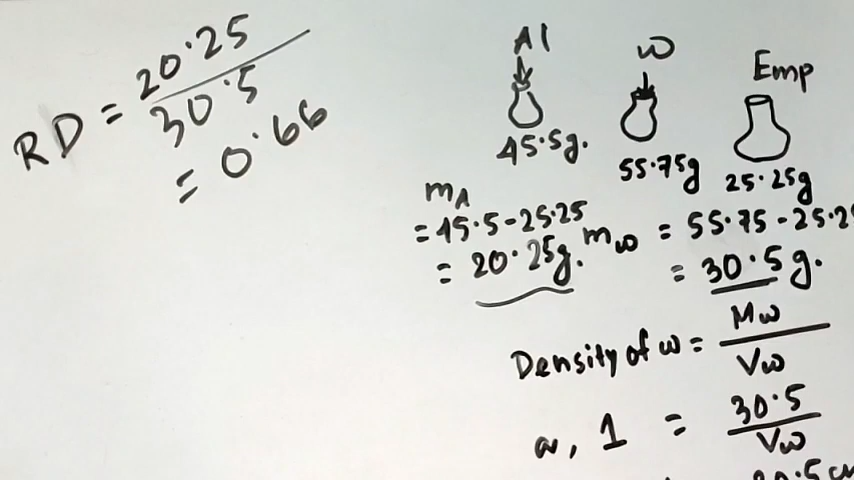 RD = 20.25 / 30.5
= 0.66
Al
w
Emp
45.5g.
55.75g
25.25g
mA
= 45.5-25.25
= 20.25g.
mw = 55.75-25.2
= 30.5g.
Density of w = Mw / Vw
1 = 30.5 / Vw